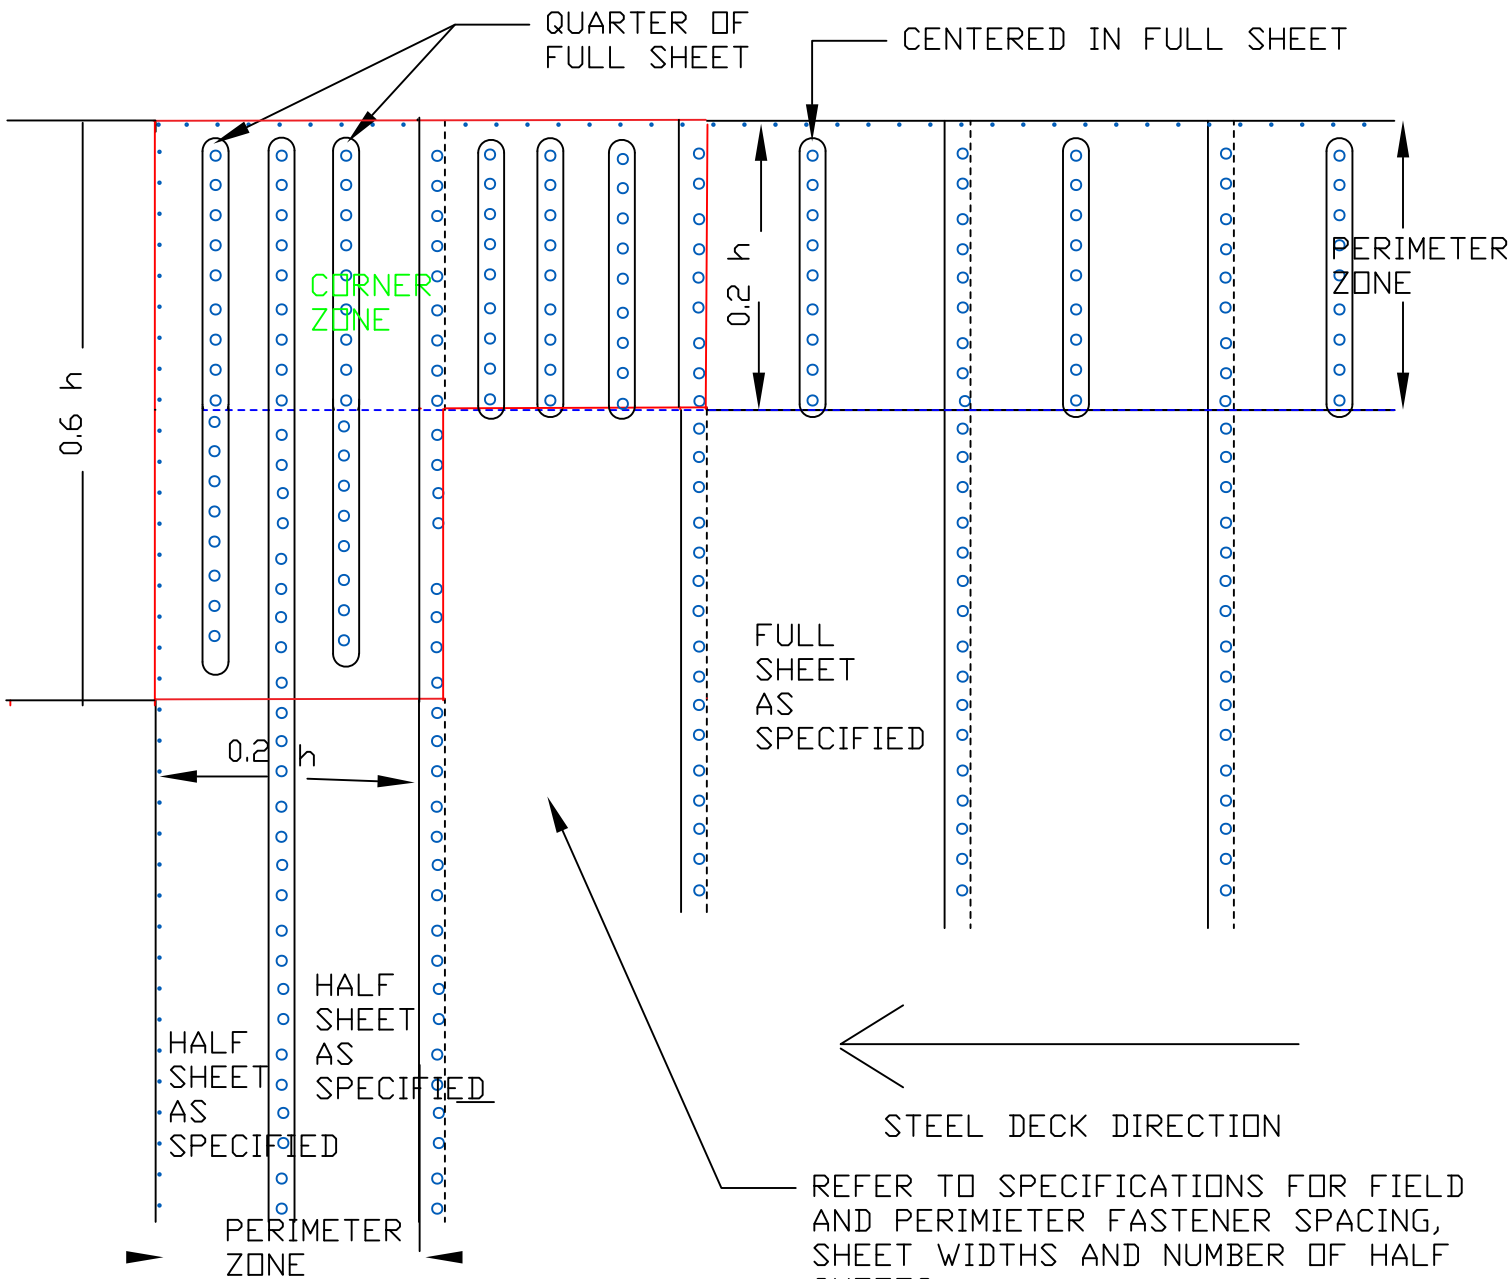 QUARTER OF
FULL SHEET
CENTERED IN FULL SHEET
CORNER
ZONE
0.2 h
PERIMETER
ZONE
0.6 h
FULL
SHEET
AS
SPECIFIED
0.2 h
HALF
SHEET
AS
SPECIFIED
HALF
SHEET
AS
SPECIFIED
STEEL DECK DIRECTION
REFER TO SPECIFICATIONS FOR FIELD
AND PERIMIETER FASTENER SPACING,
SHEET WIDTHS AND NUMBER OF HALF
PERIMETER
ZONE